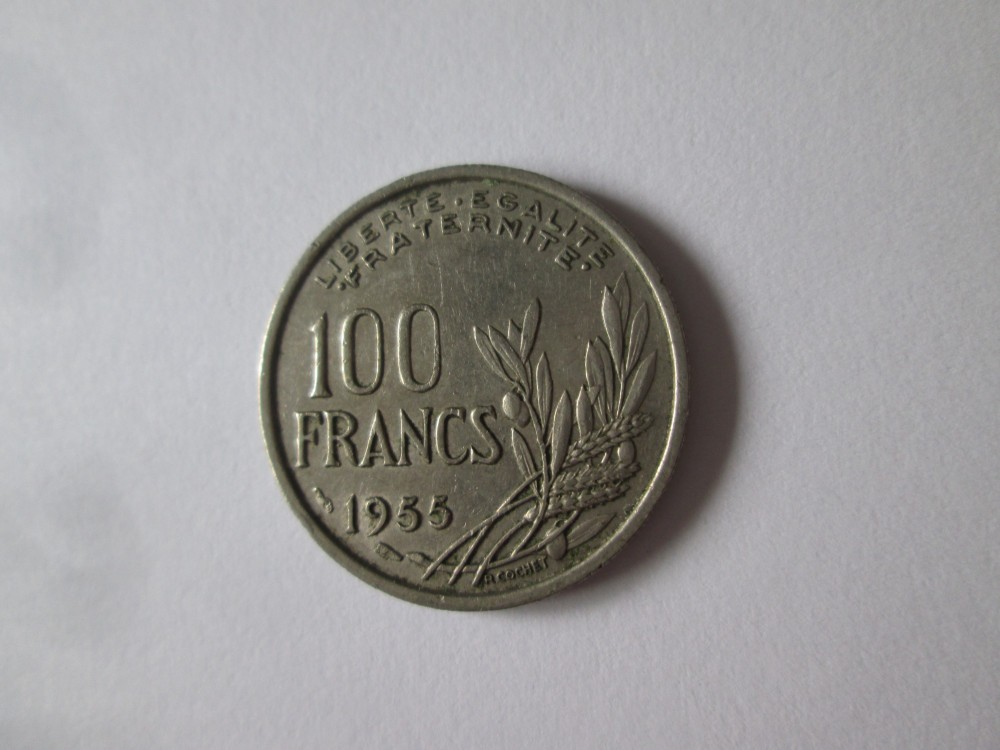 LIBERTE·EGALITE
·FRATERNITE·
100
FRANCS
1955
R.COCHET